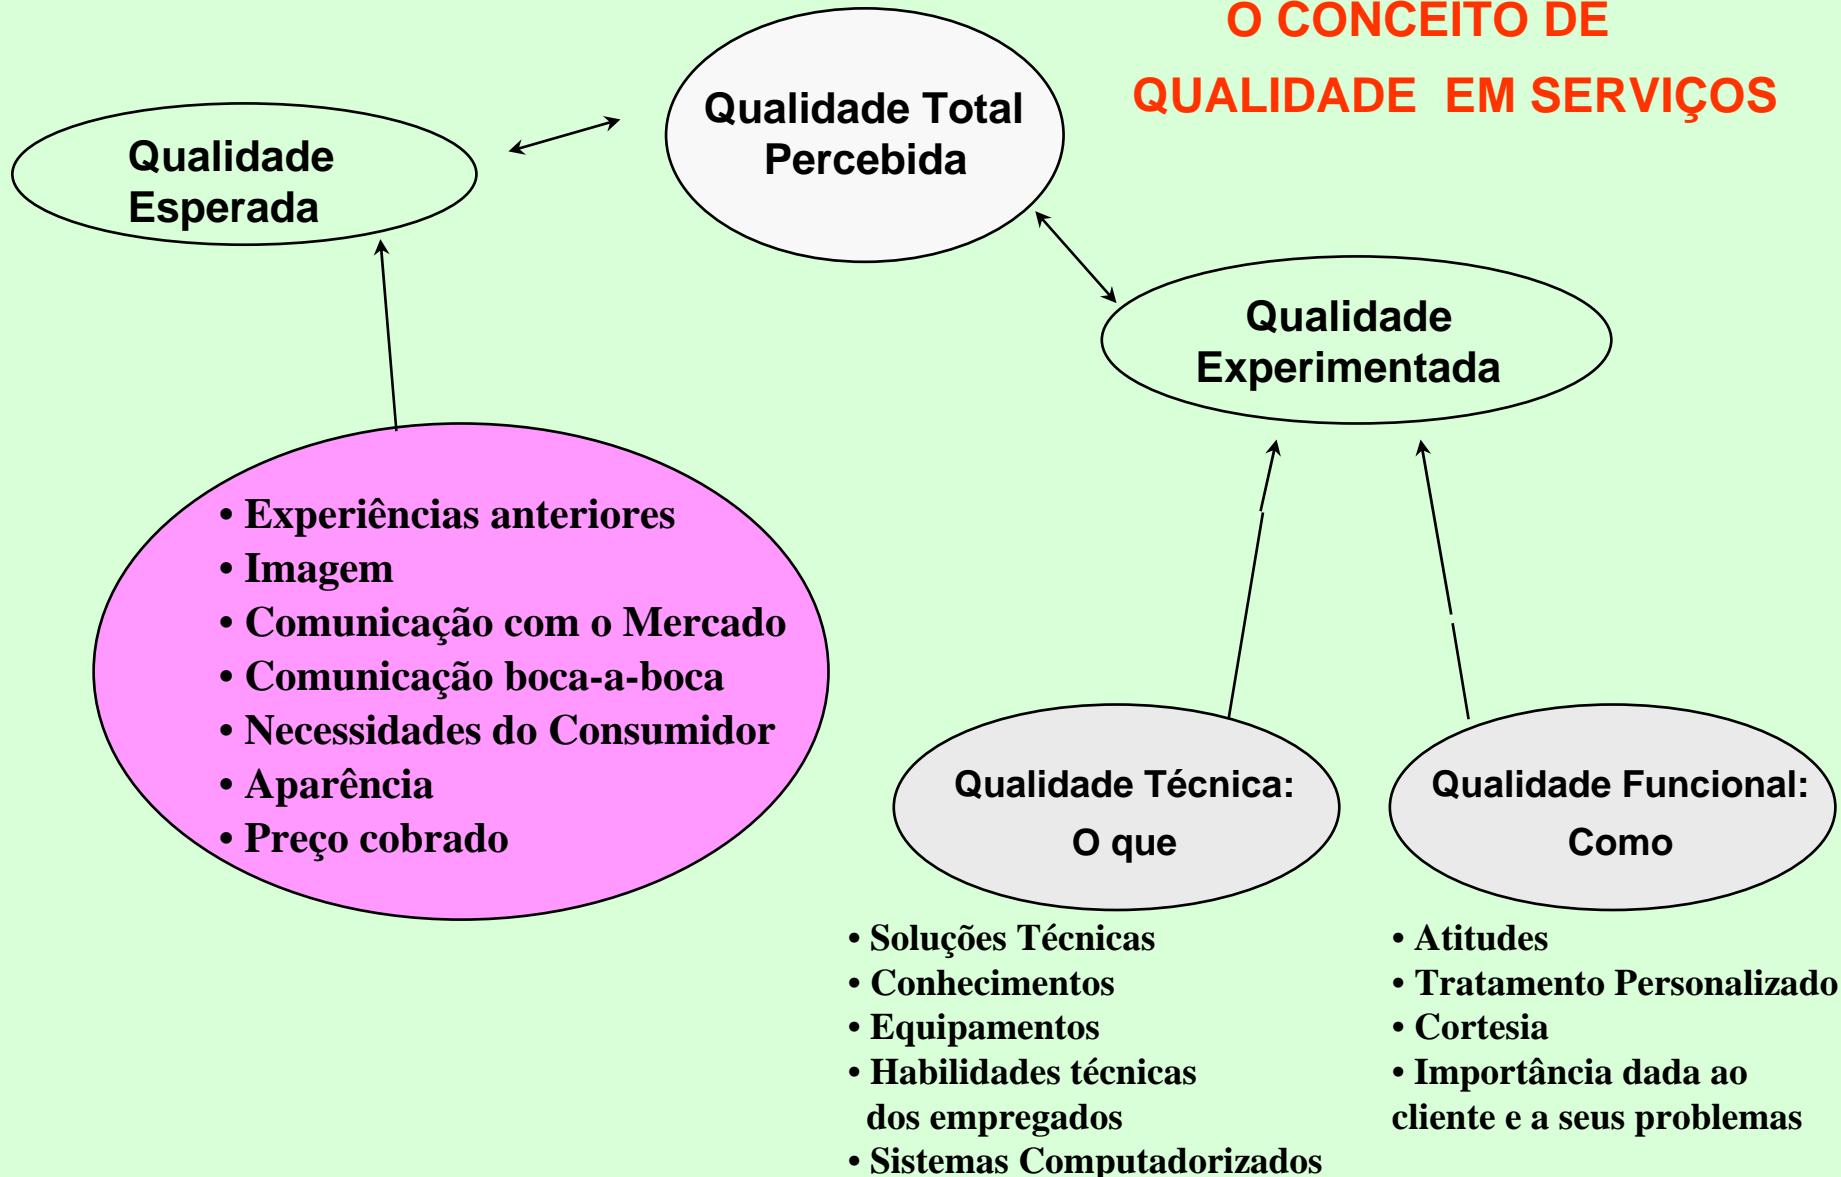 O CONCEITO DE
QUALIDADE EM SERVIÇOS
Qualidade Total
Percebida
Qualidade
Esperada
Qualidade
Experimentada
• Experiências anteriores
• Imagem
• Comunicação com o Mercado
• Comunicação boca-a-boca
• Necessidades do Consumidor
• Aparência
• Preço cobrado
Qualidade Técnica:
O que
• Soluções Técnicas
• Conhecimentos
• Equipamentos
• Habilidades técnicas
dos empregados
• Sistemas Computadorizados
Qualidade Funcional:
Como
• Atitudes
• Tratamento Personalizado
• Cortesia
• Importância dada ao
cliente e a seus problemas